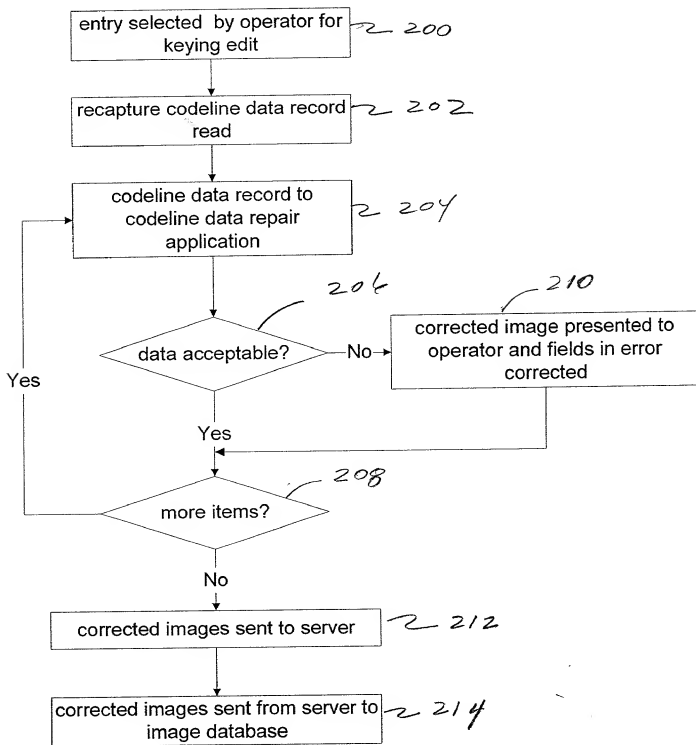 entry selected by operator for
keying edit
200
recapture codeline data record
read
202
codeline data record to
codeline data repair
application
204
206
data acceptable?
No
210
corrected image presented to
operator and fields in error
corrected
Yes
Yes
208
more items?
No
corrected images sent to server
212
corrected images sent from server to
image database
214